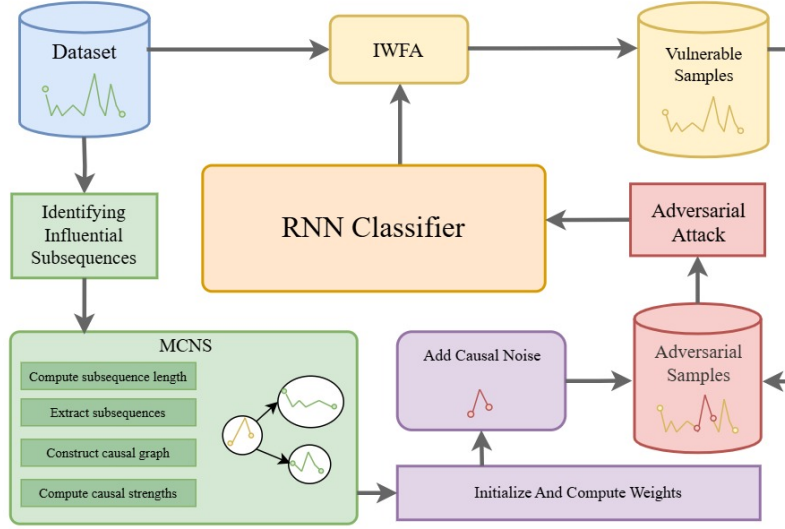 Dataset
IWFA
Vulnerable
Samples
Identifying
Influential
Subsequences
RNN Classifier
Adversarial
Attack
MCNS
Compute subsequence length
Extract subsequences
Construct causal graph
Compute causal strengths
Add Causal Noise
Adversarial
Samples
Initialize And Compute Weights